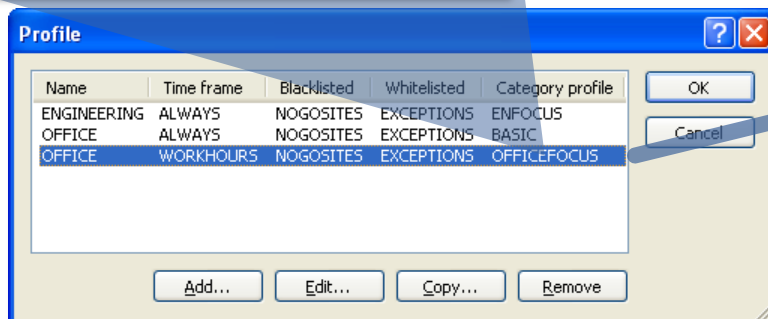 Profile
Name Time frame Blacklisted Whitelisted Category profile
ENGINEERING ALWAYS NOGOSITES EXCEPTIONS ENFOCUS
OFFICE ALWAYS NOGOSITES EXCEPTIONS BASIC
OFFICE WORKHOURS NOGOSITES EXCEPTIONS OFFICEFOCUS
OK
Cancel
Add... Edit... Copy... Remove